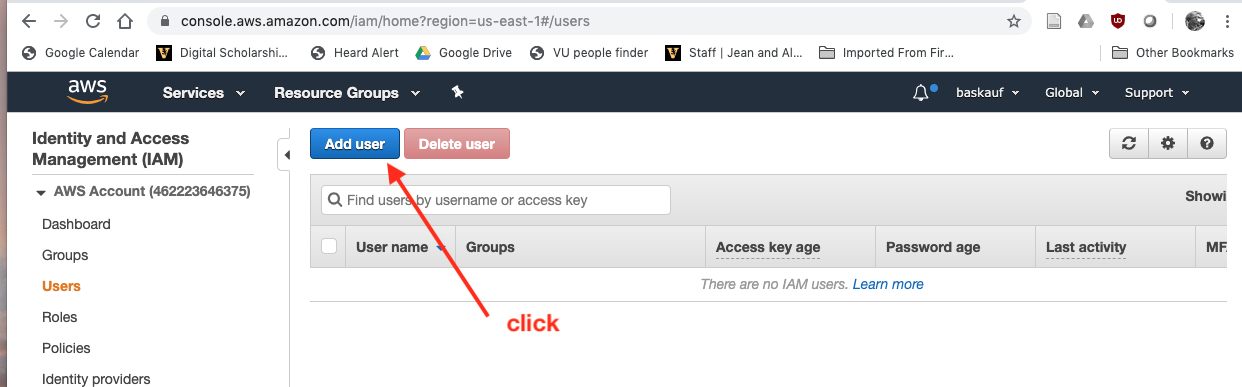 console.aws.amazon.com/iam/home?region=us-east-1#/users
Google Calendar Digital Scholarshi... Heard Alert Google Drive VU people finder Staff | Jean and Al... Imported From Fir... Other Bookmarks
aws Services Resource Groups baskauf Global Support
Identity and Access Management (IAM)
AWS Account (462223646375)
Dashboard
Groups
Users
Roles
Policies
Identity providers
Add user Delete user
Find users by username or access key
Showi
User name Groups Access key age Password age Last activity MF
There are no IAM users. Learn more
click